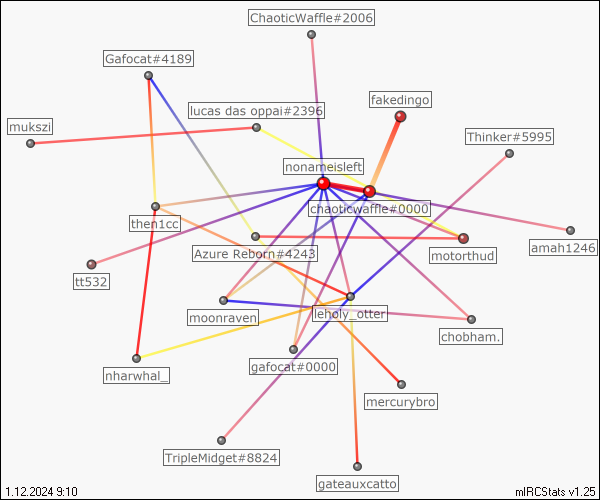 ChaoticWaffle#2006
Gafocat#4189
fakedingo
lucas das oppai#2396
mukszi
Thinker#5995
nonameisleft
chaoticwaffle#0000
then1cc
amah1246
Azure Reborn#4243
motorthud
tt532
moonraven
leholy_otter
chobham.
gafocat#0000
nharwhal_
mercurybro
TripleMidget#8824
gateauxcatto
1.12.2024 9:10
mIRCStats v1.25